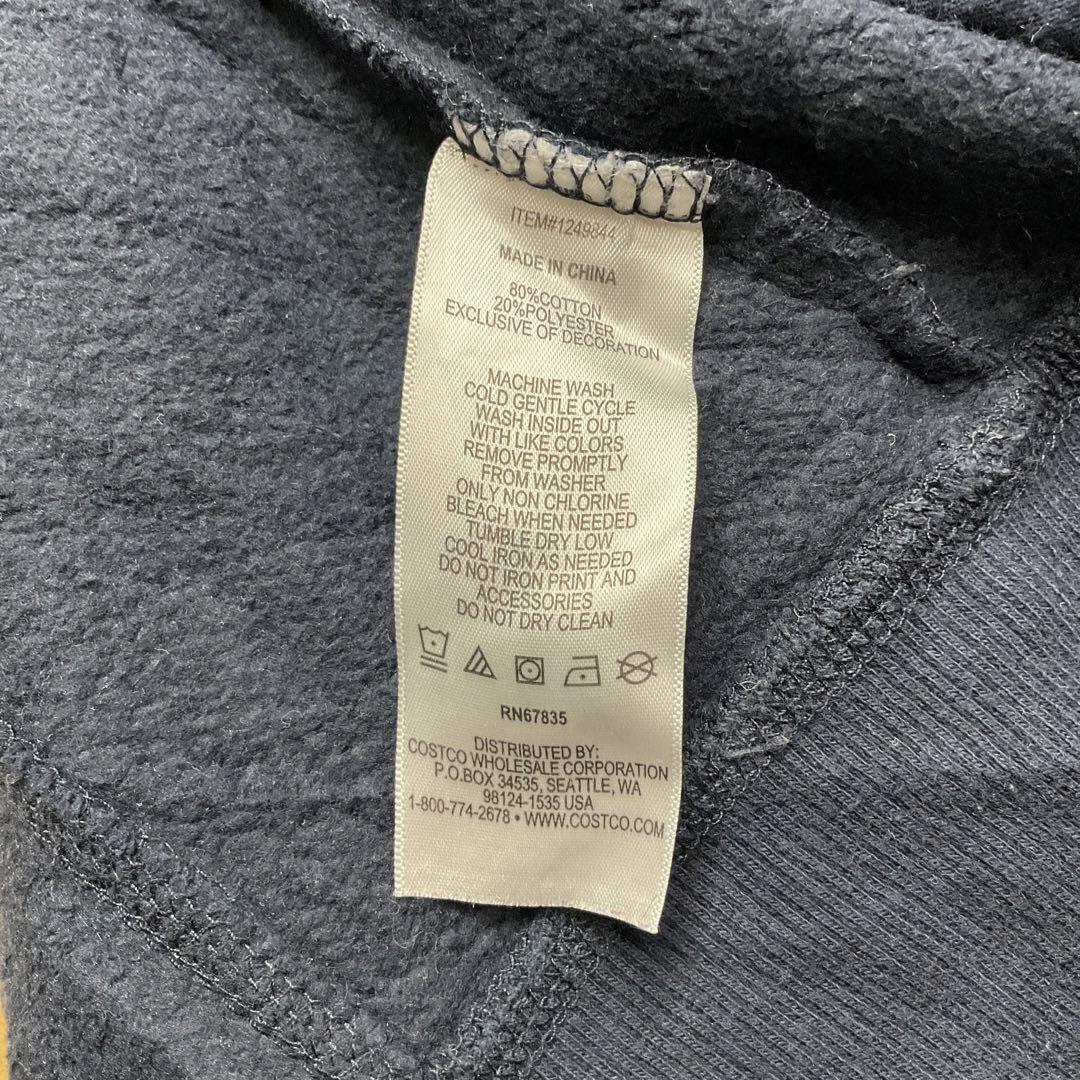 ITEM#1249844
MADE IN CHINA
80%COTTON
20%POLYESTER
EXCLUSIVE OF DECORATION
MACHINE WASH
COLD GENTLE CYCLE
WASH INSIDE OUT
WITH LIKE COLORS
REMOVE PROMPTLY
FROM WASHER
ONLY NON CHLORINE
BLEACH WHEN NEEDED
TUMBLE DRY LOW
COOL IRON AS NEEDED
DO NOT IRON PRINT AND
ACCESSORIES
DO NOT DRY CLEAN
RN67835
DISTRIBUTED BY:
COSTCO WHOLESALE CORPORATION
P.O.BOX 34535, SEATTLE, WA
98124-1535 USA
1-800-774-2678 • WWW.COSTCO.COM